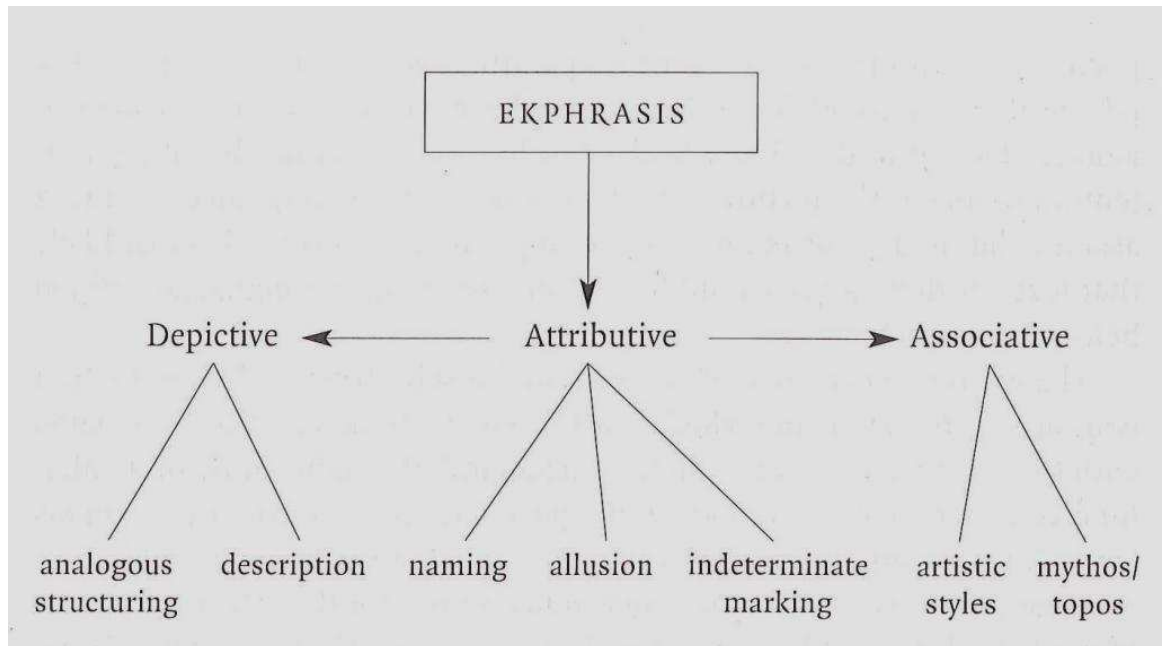 EKPHRASIS
Depictive Attributive Associative
analogous description naming allusion indeterminate artistic mythos/
structuring marking styles topos